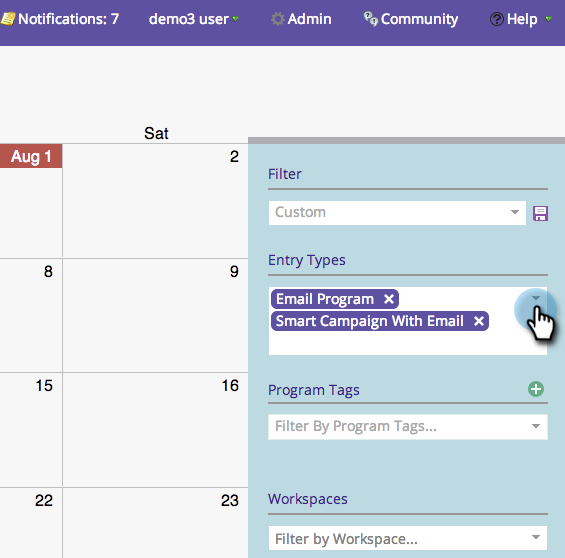 Notifications: 7 demo3 user Admin Community Help
Sat
Aug 1 2
Filter
Custom
Entry Types
8 9
Email Program
Smart Campaign With Email
15 16
Program Tags
Filter By Program Tags...
22 23
Workspaces
Filter by Workspace...